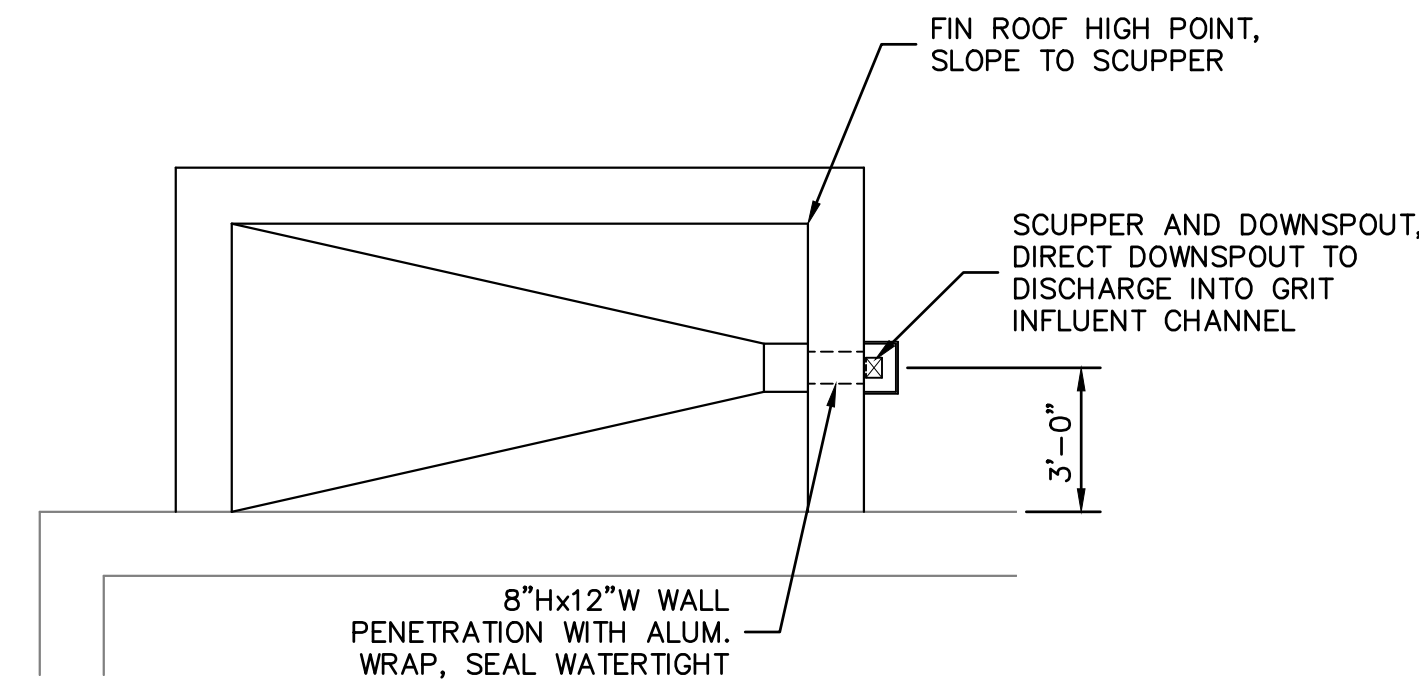 FIN ROOF HIGH POINT,
SLOPE TO SCUPPER
SCUPPER AND DOWNSPOUT,
DIRECT DOWNSPOUT TO
DISCHARGE INTO GRIT
INFLUENT CHANNEL
3'-0"
8"Hx12"W WALL
PENETRATION WITH ALUM.
WRAP, SEAL WATERTIGHT